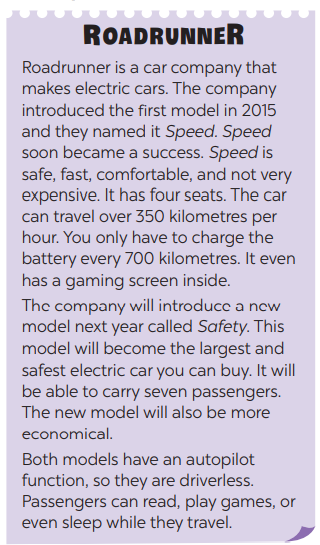 ROADRUNNER
Roadrunner is a car company that
makes electric cars. The company
introduced the first model in 2015
and they named it Speed. Speed
soon became a success. Speed is
safe, fast, comfortable, and not very
expensive. It has four seats. The car
can travel over 350 kilometres per
hour. You only have to charge the
battery every 700 kilometres. It even
has a gaming screen inside.
The company will introduce a new
model next year called Safety. This
model will become the largest and
safest electric car you can buy. It will
be able to carry seven passengers.
The new model will also be more
economical.
Both models have an autopilot
function, so they are driverless.
Passengers can read, play games, or
even sleep while they travel.